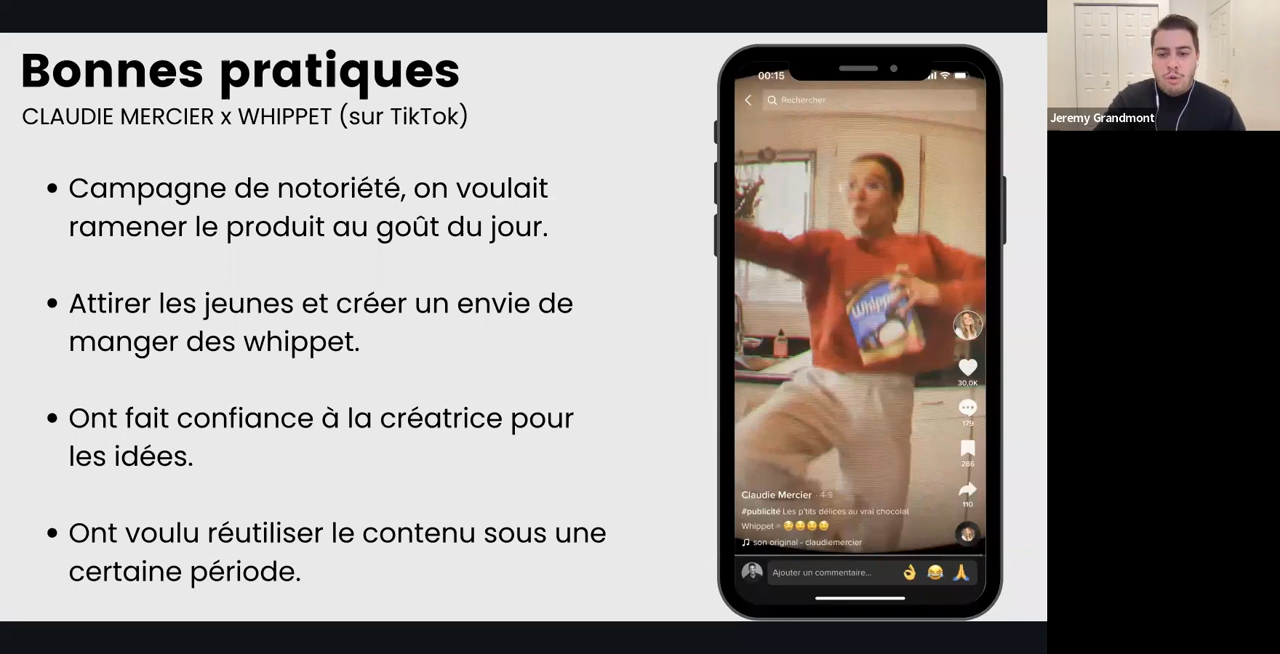 Bonnes pratiques
CLAUDIE MERCIER x WHIPPET (sur TikTok)
• Campagne de notoriété, on voulait
ramener le produit au goût du jour.
• Attirer les jeunes et créer un envie de
manger des whippet.
• Ont fait confiance à la créatrice pour
les idées.
• Ont voulu réutiliser le contenu sous une
certaine période.
00:15
Rechercher
Whippet
30,0K
179
286
110
Claudie Mercier · 4-9
#publicité Les p'tits délices au vrai chocolat
Whippet = 🤤🤤🤤🤤
son original - claudiemercier
Ajouter un commentaire... 👌 😂 🙏
Jeremy Grandmont